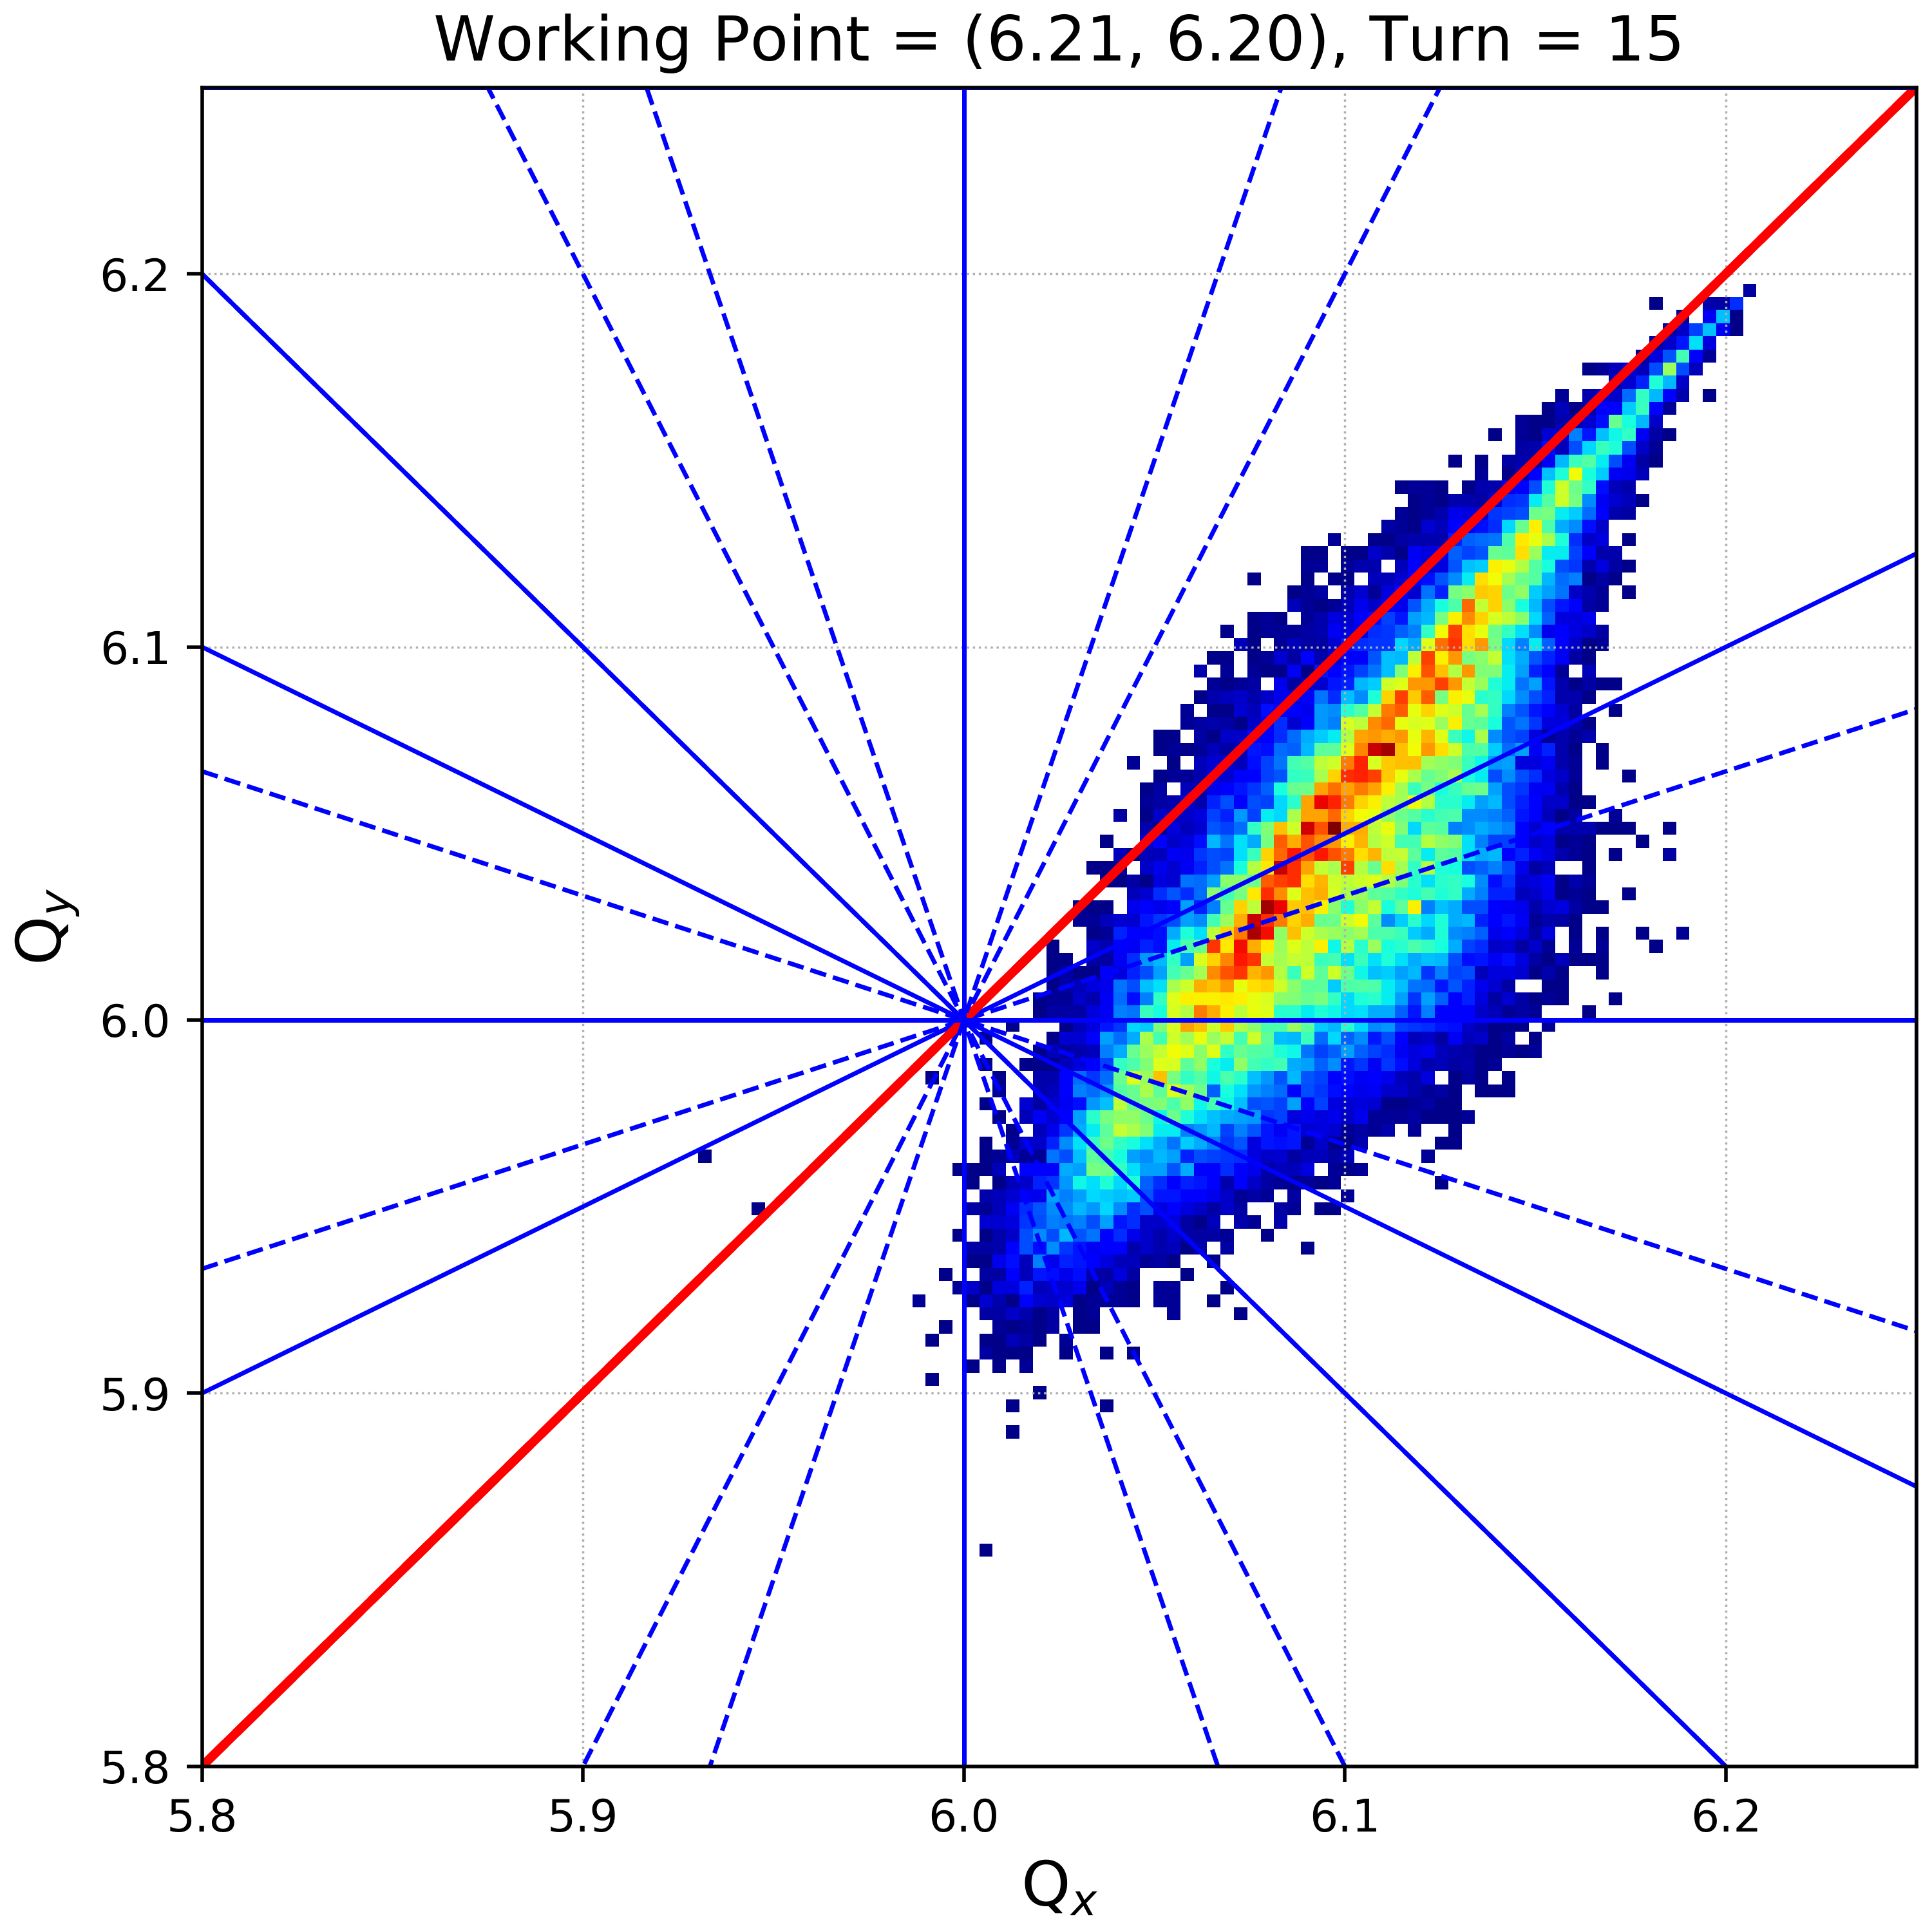 Working Point = (6.21, 6.20), Turn = 15
6.2
6.1
6.0
5.9
5.8
Qy
5.8 5.9 6.0 6.1 6.2
Qx